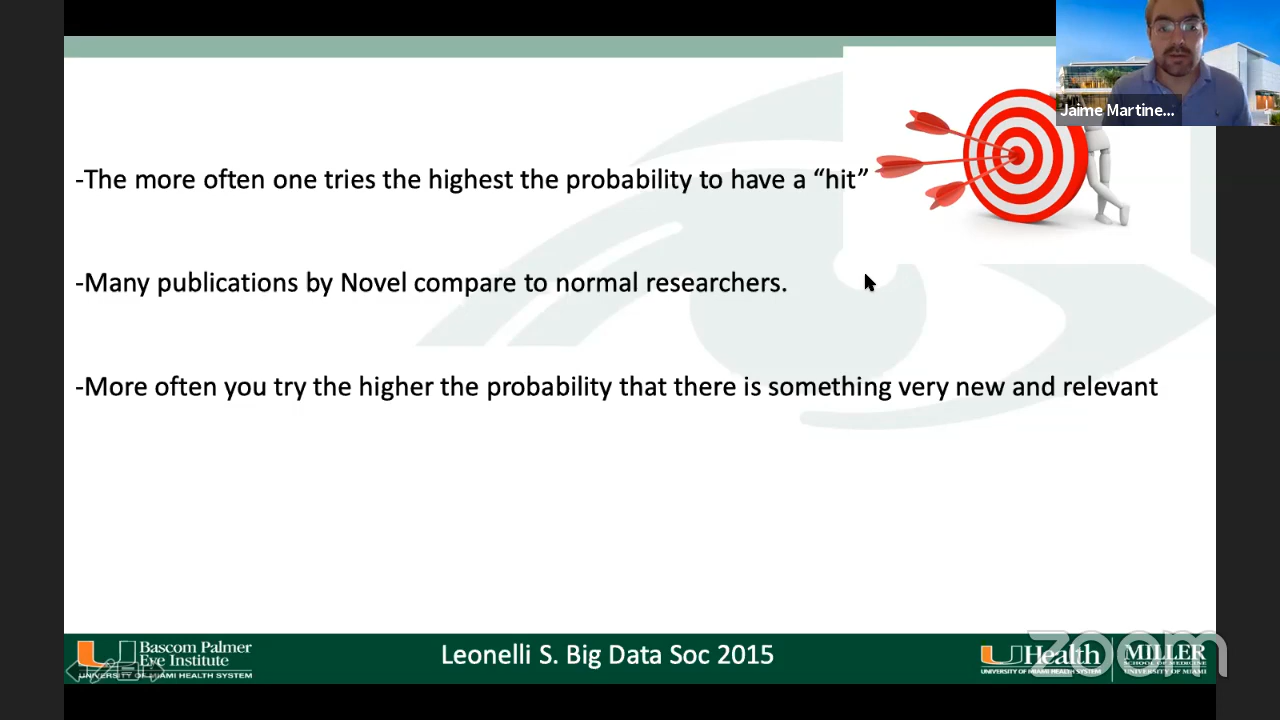 Jaime Martine...
-The more often one tries the highest the probability to have a “hit”
-Many publications by Novel compare to normal researchers.
-More often you try the higher the probability that there is something very new and relevant
Bascom Palmer
Eye Institute
UNIVERSITY OF MIAMI HEALTH SYSTEM
Leonelli S. Big Data Soc 2015
UHealth
UNIVERSITY OF MIAMI HEALTH SYSTEM
MILLER
SCHOOL OF MEDICINE
UNIVERSITY OF MIAMI
zoom